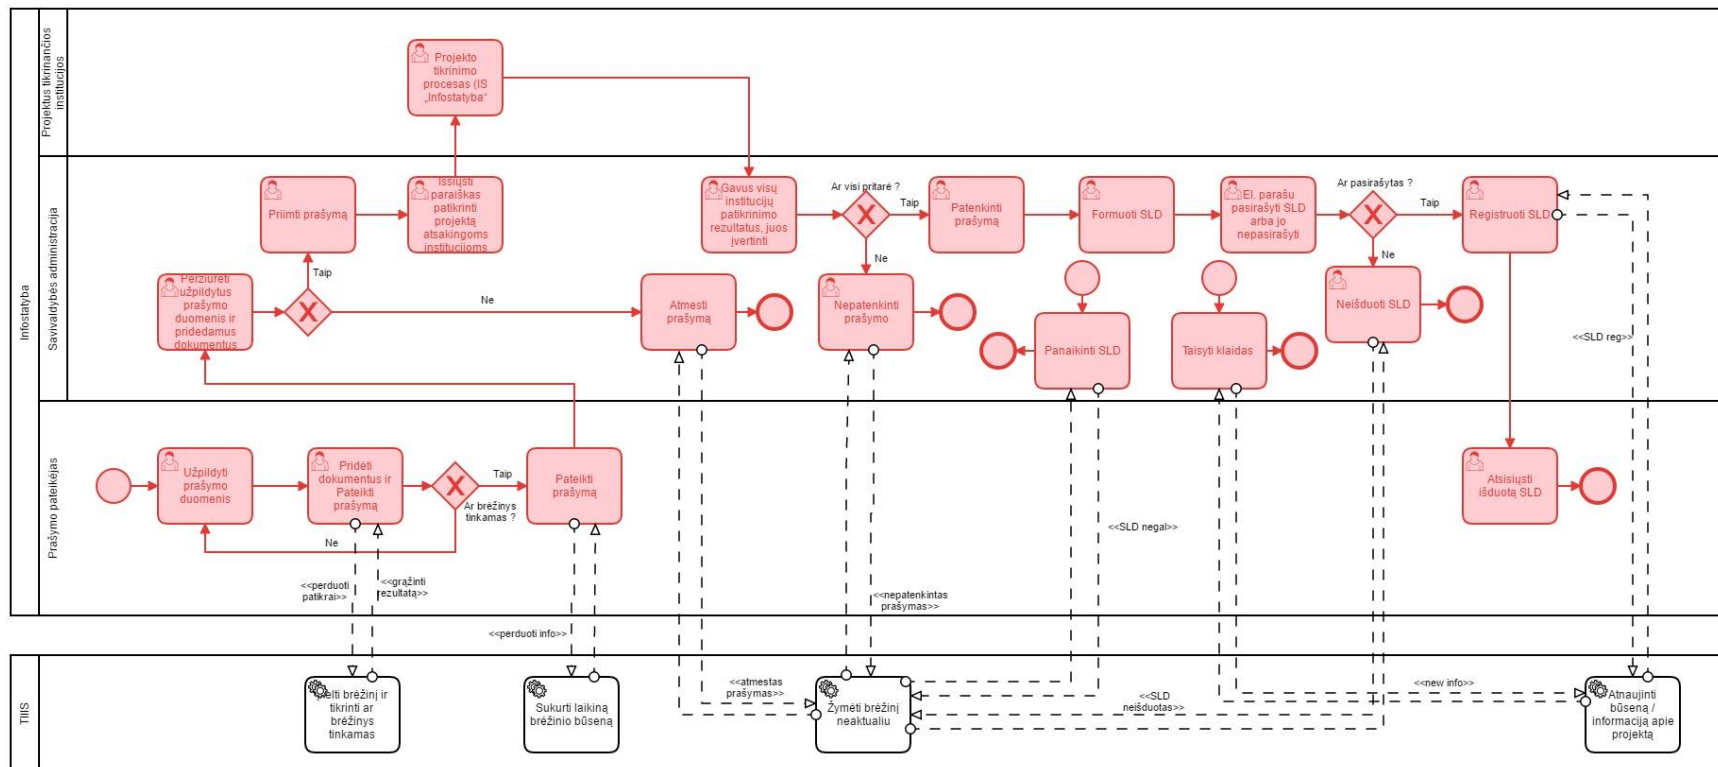 Projektus tikrinančios
institucijos
Projekto
tikrinimo
procesas (IS
„Infostatyba“
Infostatyba
Savivaldybės administracija
Priimti prašymą
Išsiųsti
paraiškas
patikrinti
projektą
atsakingoms
institucijoms
Gavus visų
institucijų
patikrinimo
rezultatus, juos
įvertinti
Ar visi pritarė ?
Taip
Patenkinti
prašymą
Formuoti SLD
El. parašu
pasirašyti SLD
arba jo
nepasirašyti
Ar pasirašytas ?
Taip
Registruoti SLD
Peržiūrėti
užpildytus
prašymo
duomenis ir
pridedamus
dokumentus
Taip
Ne
Atmesti
prašymą
Ne
Nepatenkinti
prašymo
Panaikinti SLD
Taisyti klaidas
Ne
Neišduoti SLD
<<SLD reg>>
Prašymo pateikėjas
Užpildyti
prašymo
duomenis
Pridėti
dokumentus ir
Pateikti
prašymą
Taip
Ar brėžinys
tinkamas ?
Ne
Pateikti
prašymą
Atsisiųsti
išduotą SLD
<<SLD negal>>
<<perduoti
patikrai>>
<<grąžinti
rezultatą>>
<<nepatenkintas
prašymas>>
<<perduoti info>>
TIIIS
brėžinį ir
tikrinti ar
brėžinys
tinkamas
Sukurti laikiną
brėžinio būseną
<<atmestas
prašymas>>
Žymėti brėžinį
neaktualiu
<<SLD
neišduotas>>
<<new info>>
Atnaujinti
būseną /
informaciją apie
projektą